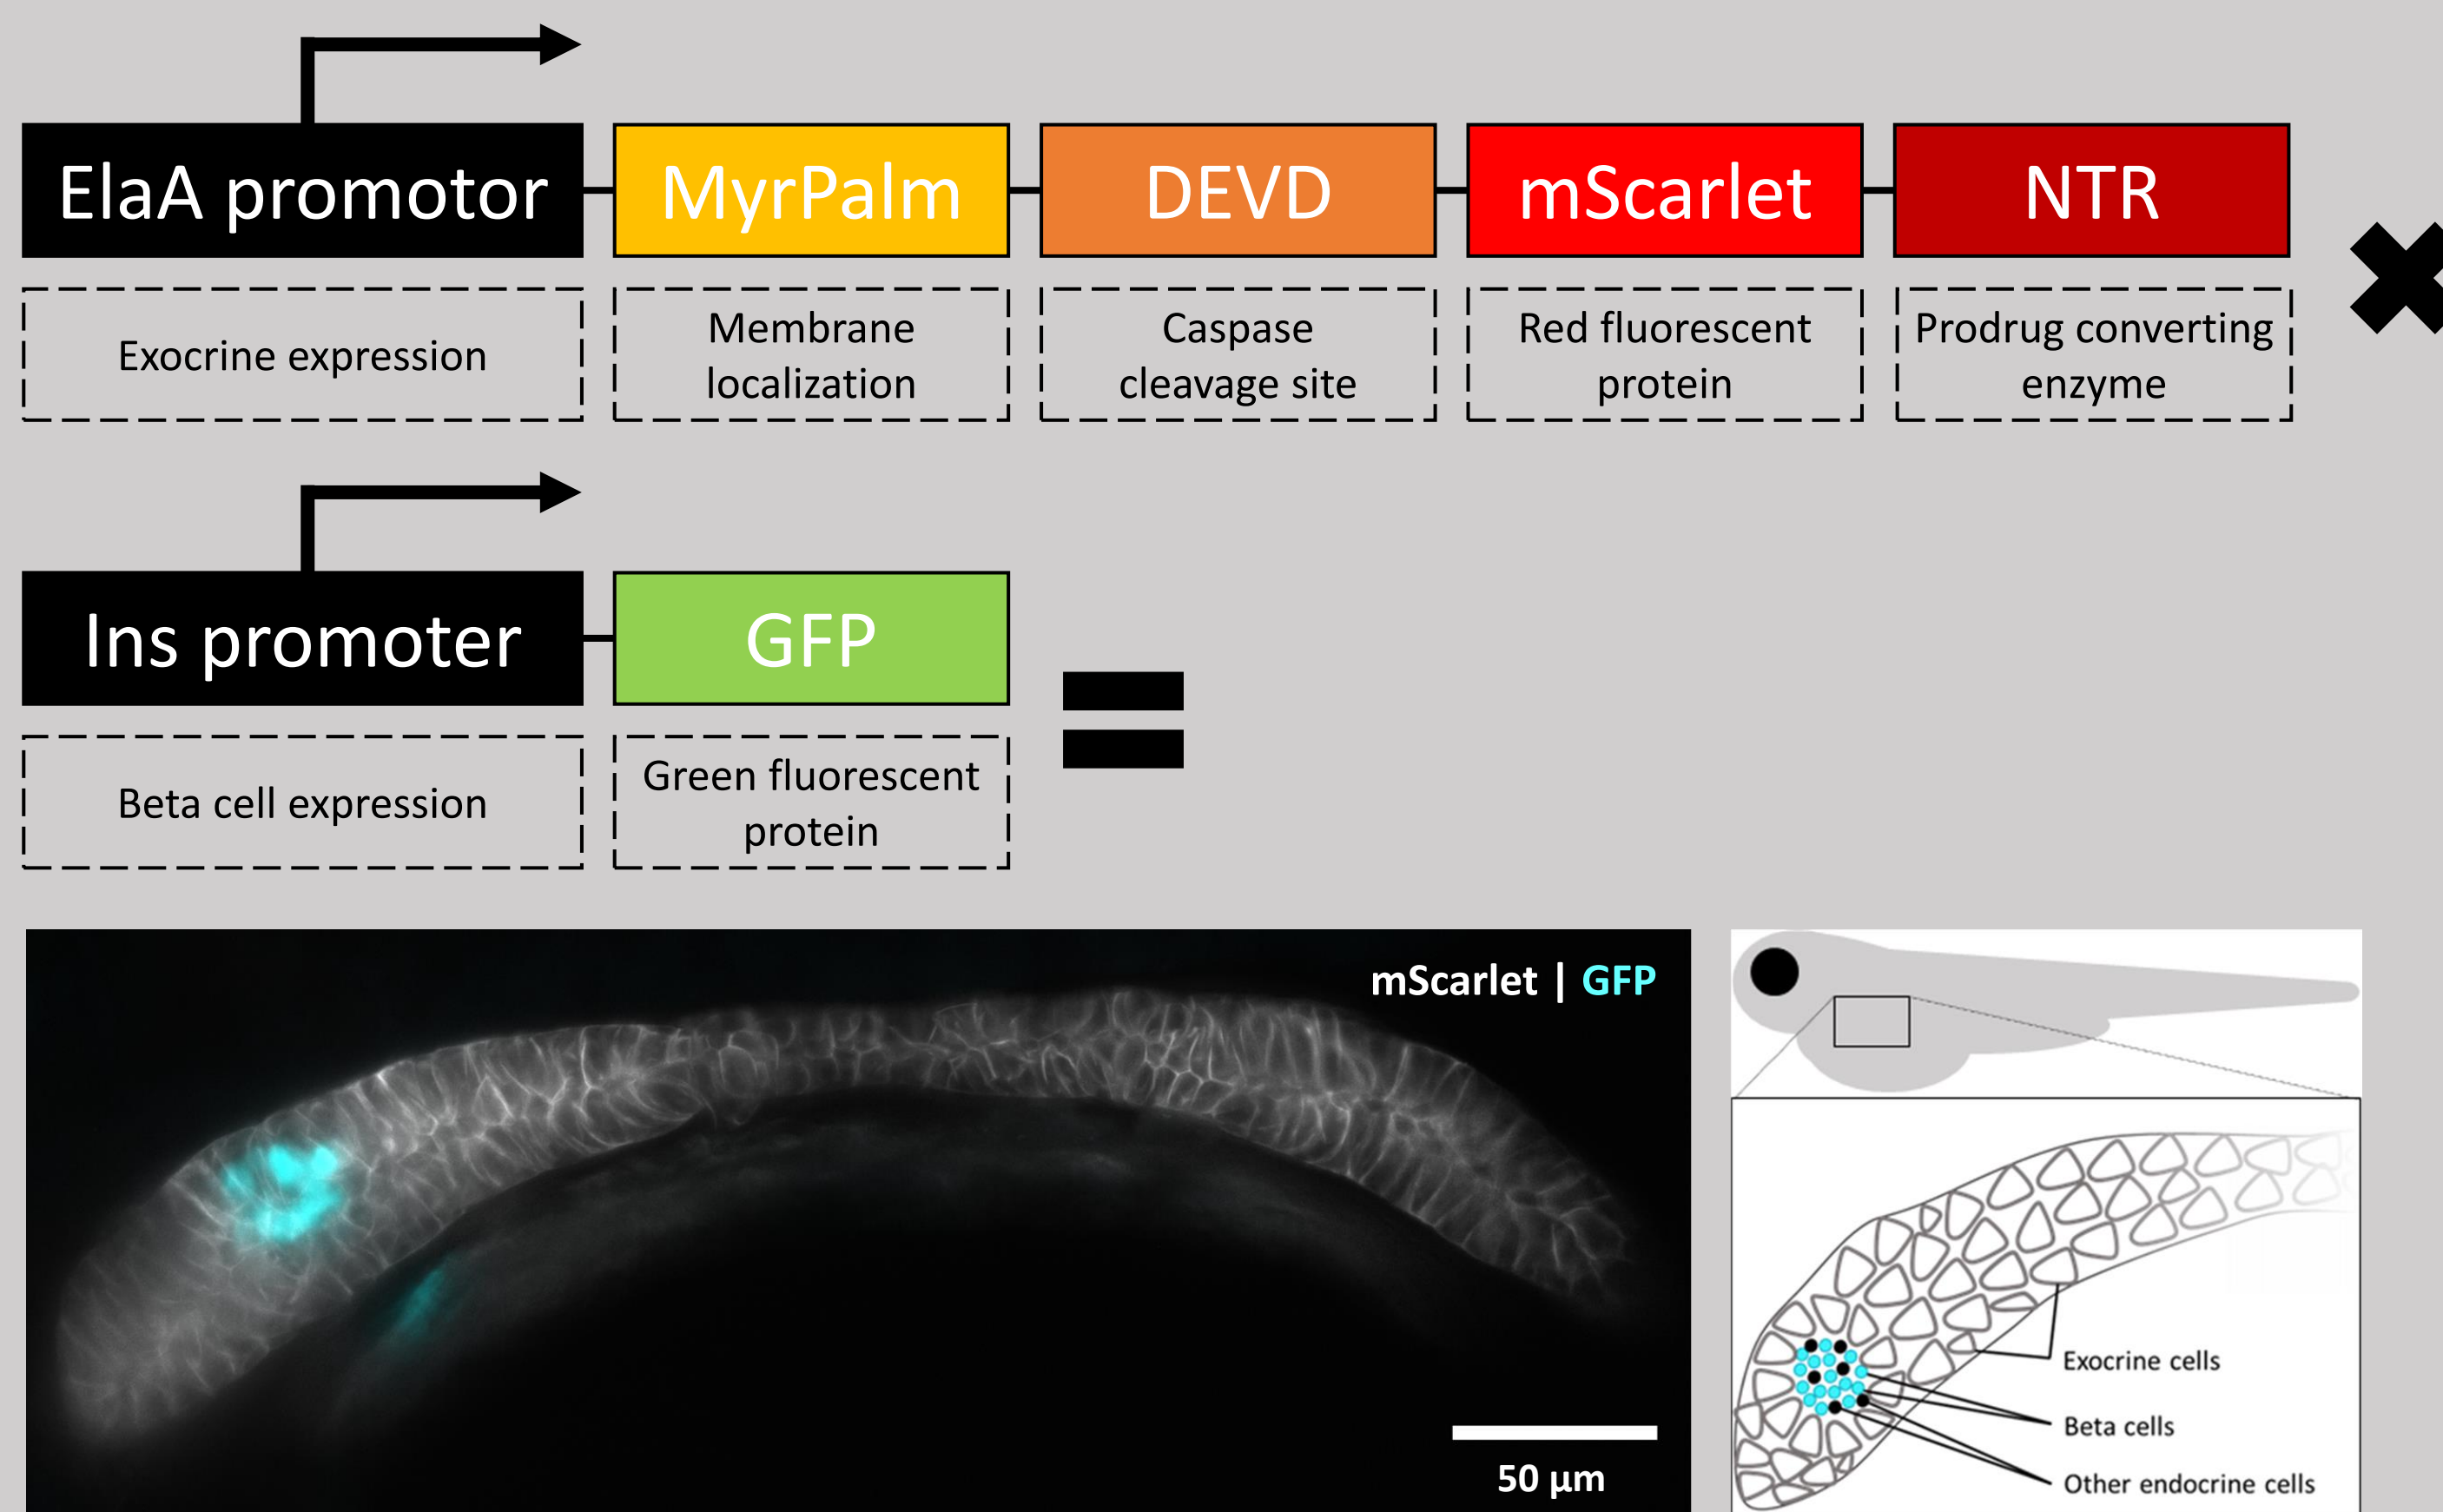 ElaA promotor MyrPalm DEVD mScarlet NTR
Exocrine expression
Membrane
localization
Caspase
cleavage site
Red fluorescent
protein
Prodrug converting
enzyme
Ins promoter GFP
Beta cell expression
Green fluorescent
protein
mScarlet | GFP
50 µm
Exocrine cells
Beta cells
Other endocrine cells